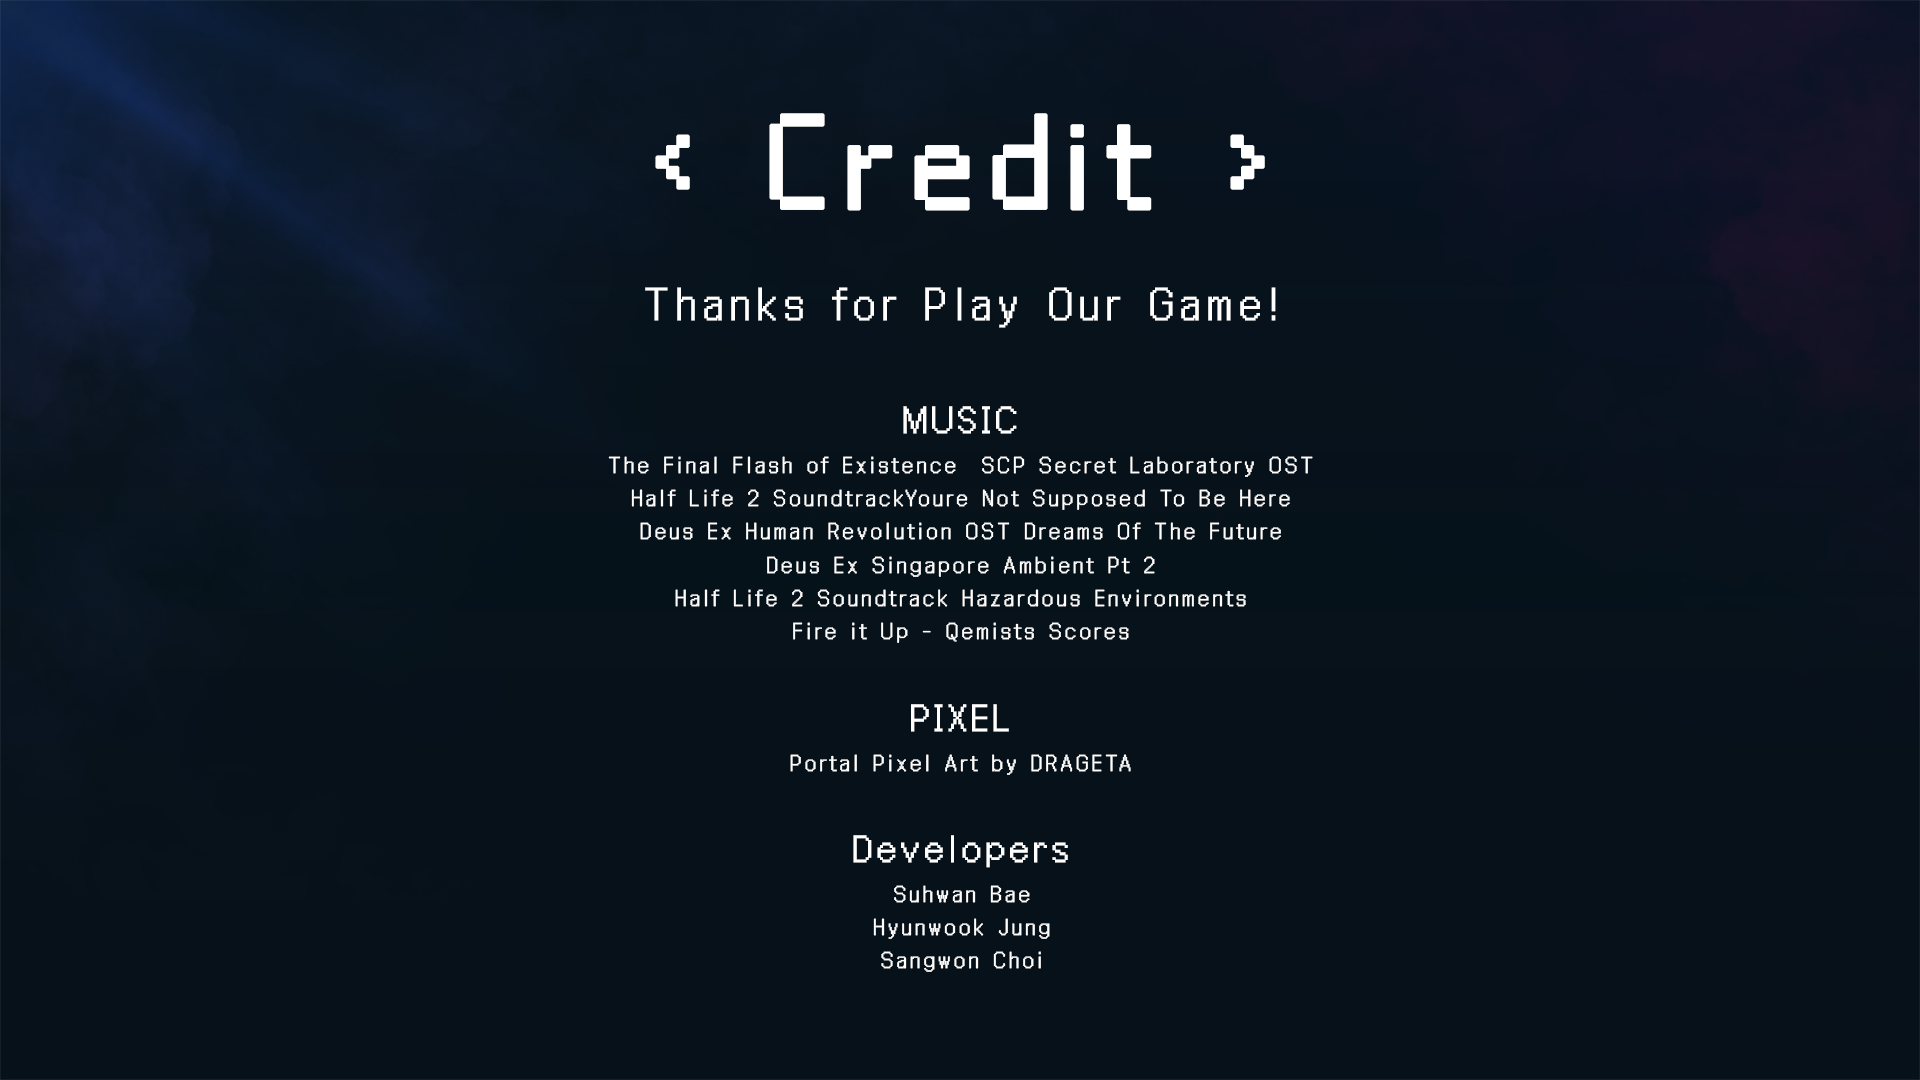 < Credit >
Thanks for Play Our Game!
MUSIC
The Final Flash of Existence  SCP Secret Laboratory OST
Half Life 2 SoundtrackYoure Not Supposed To Be Here
Deus Ex Human Revolution OST Dreams Of The Future
Deus Ex Singapore Ambient Pt 2
Half Life 2 Soundtrack Hazardous Environments
Fire it Up - Qemists Scores
PIXEL
Portal Pixel Art by DRAGETA
Developers
Suhwan Bae
Hyunwook Jung
Sangwon Choi